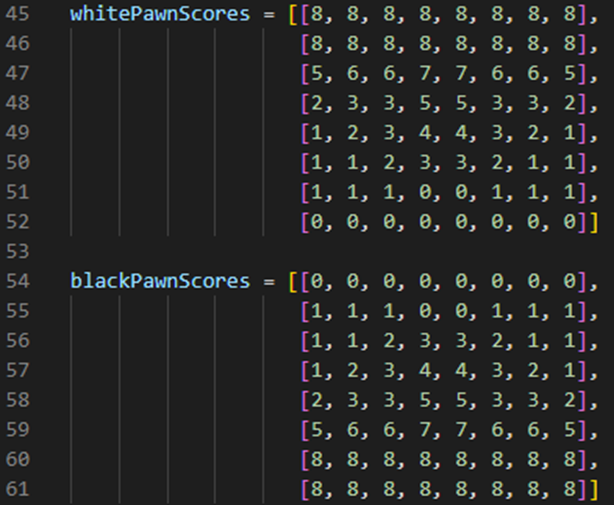 45 whitePawnScores = [[8, 8, 8, 8, 8, 8, 8, 8],
46 [8, 8, 8, 8, 8, 8, 8, 8],
47 [5, 6, 6, 7, 7, 6, 6, 5],
48 [2, 3, 3, 5, 5, 3, 3, 2],
49 [1, 2, 3, 4, 4, 3, 2, 1],
50 [1, 1, 2, 3, 3, 2, 1, 1],
51 [1, 1, 1, 0, 0, 1, 1, 1],
52 [0, 0, 0, 0, 0, 0, 0, 0]]
53
54 blackPawnScores = [[0, 0, 0, 0, 0, 0, 0, 0],
55 [1, 1, 1, 0, 0, 1, 1, 1],
56 [1, 1, 2, 3, 3, 2, 1, 1],
57 [1, 2, 3, 4, 4, 3, 2, 1],
58 [2, 3, 3, 5, 5, 3, 3, 2],
59 [5, 6, 6, 7, 7, 6, 6, 5],
60 [8, 8, 8, 8, 8, 8, 8, 8],
61 [8, 8, 8, 8, 8, 8, 8, 8]]